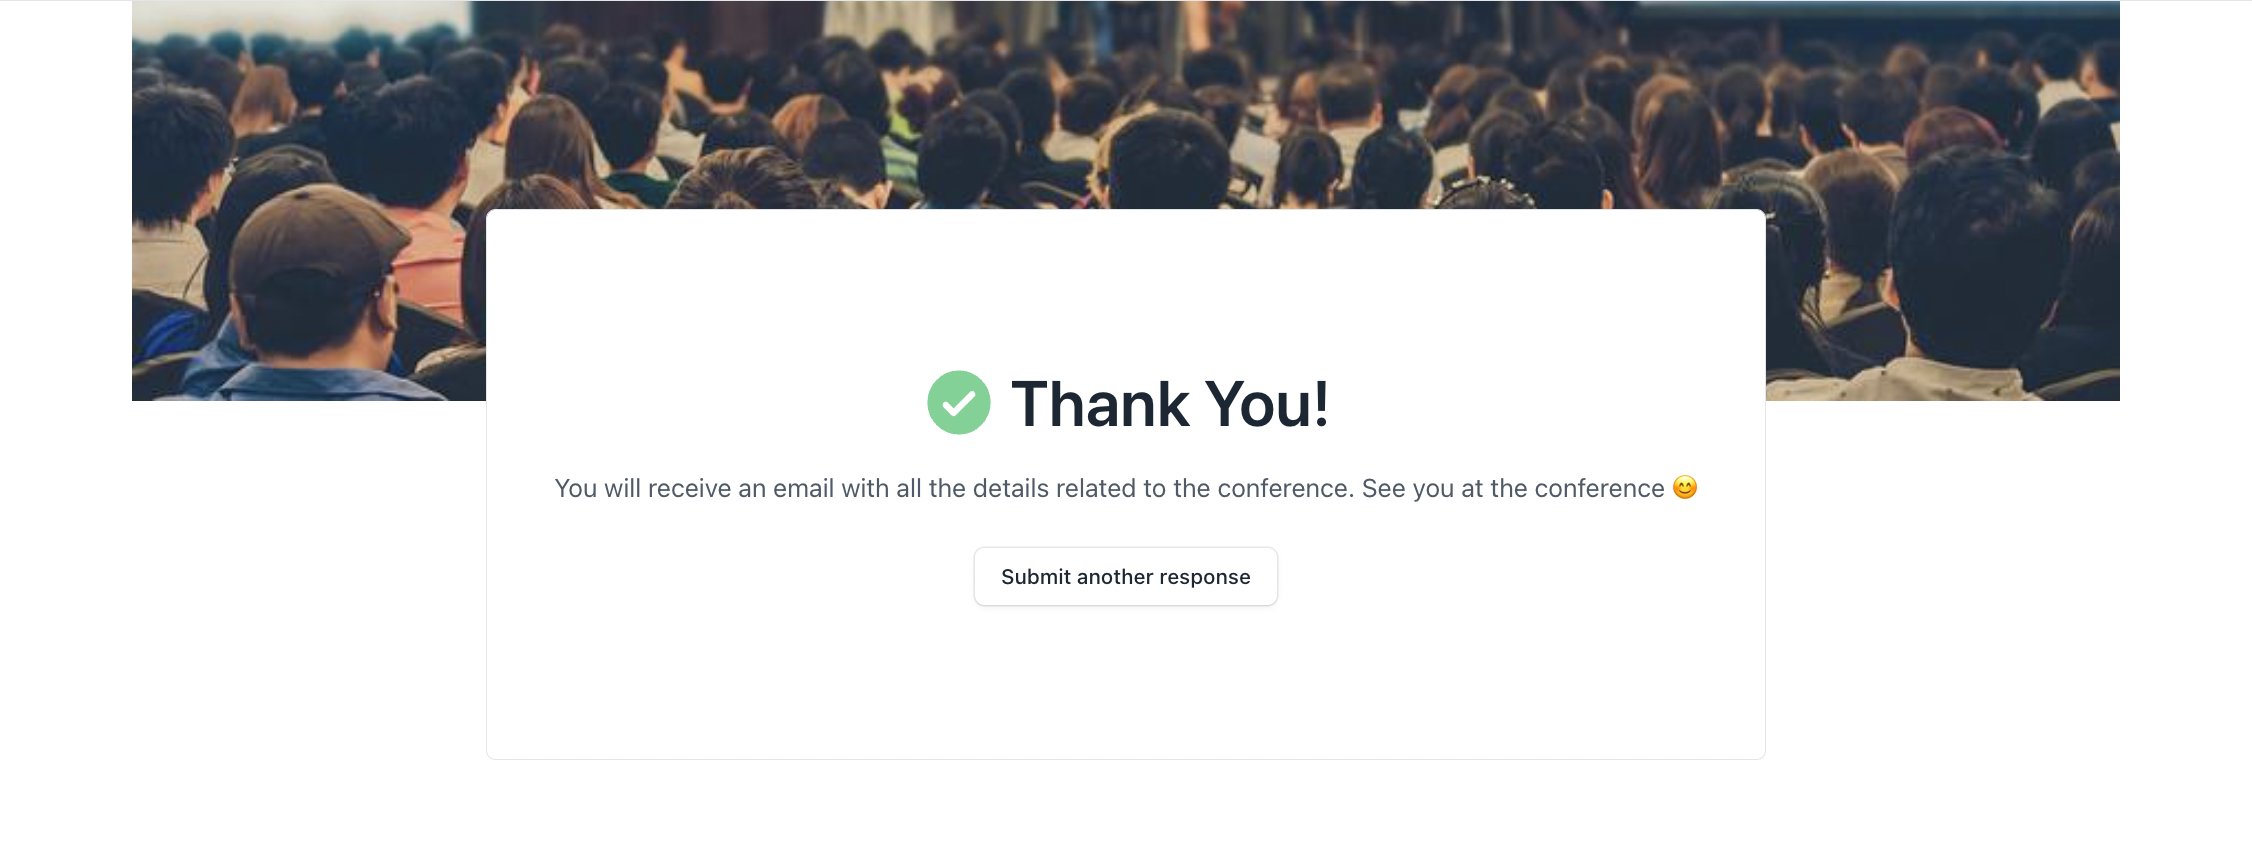 Thank You!
You will receive an email with all the details related to the conference. See you at the conference 😊
Submit another response